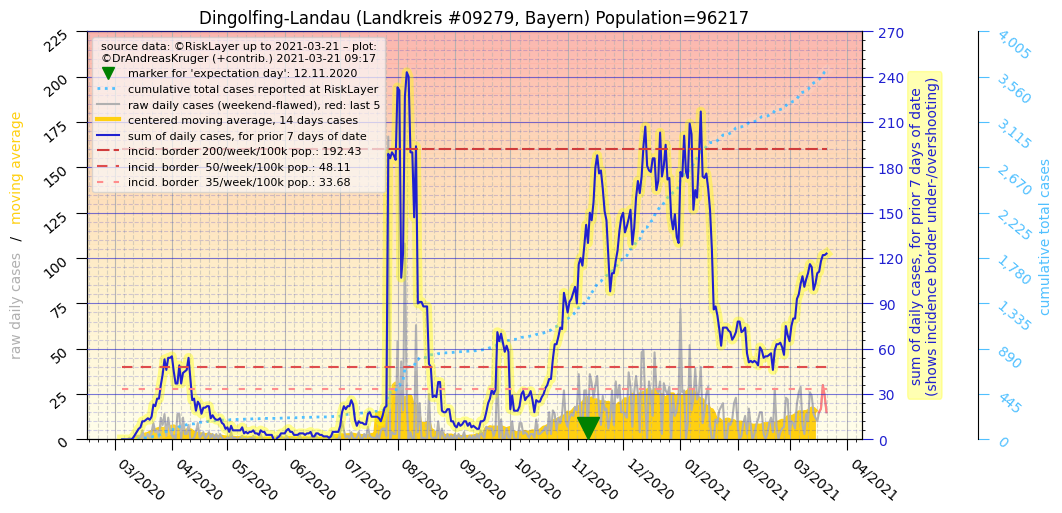 Dingolfing-Landau (Landkreis #09279, Bayern) Population=96217
source data: ©RiskLayer up to 2021-03-21 – plot:
©DrAndreasKruger (+contrib.) 2021-03-21 09:17
marker for 'expectation day': 12.11.2020
cumulative total cases reported at RiskLayer
raw daily cases (weekend-flawed), red: last 5
centered moving average, 14 days cases
sum of daily cases, for prior 7 days of date
incid. border 200/week/100k pop.: 192.43
incid. border  50/week/100k pop.: 48.11
incid. border  35/week/100k pop.: 33.68
raw daily cases / moving average
225
200
175
150
125
100
75
50
25
0
270
240
210
180
150
120
90
60
30
0
sum of daily cases, for prior 7 days of date
(shows incidence border under-/overshooting)
4,005
3,560
3,115
2,670
2,225
1,780
1,335
890
445
0
cumulative total cases
03/2020
04/2020
05/2020
06/2020
07/2020
08/2020
09/2020
10/2020
11/2020
12/2020
01/2021
02/2021
03/2021
04/2021